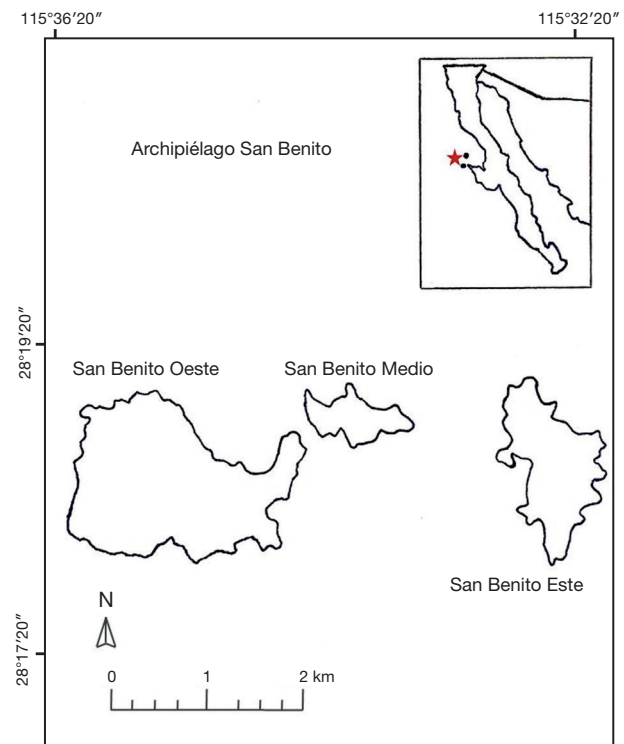 115°36′20″
115°32′20″
Archipiélago San Benito
28°19′20″
San Benito Oeste
San Benito Medio
San Benito Este
28°17′20″
N
0
1
2 km